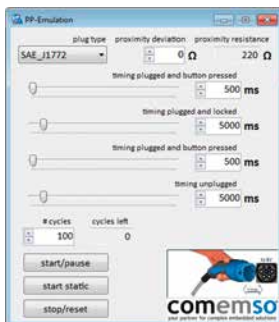 PP-Emulation
plug type proximity deviation proximity resistance
SAE_J1772 0 Ω Ω
timing plugged and button pressed
500 ms
timing plugged and locked
5000 ms
timing plugged and button pressed
500 ms
timing unplugged
5000 ms
# cycles cycles left
100 0
start/pause
start static
stop/reset
comemso
your partner for complex embedded solutions